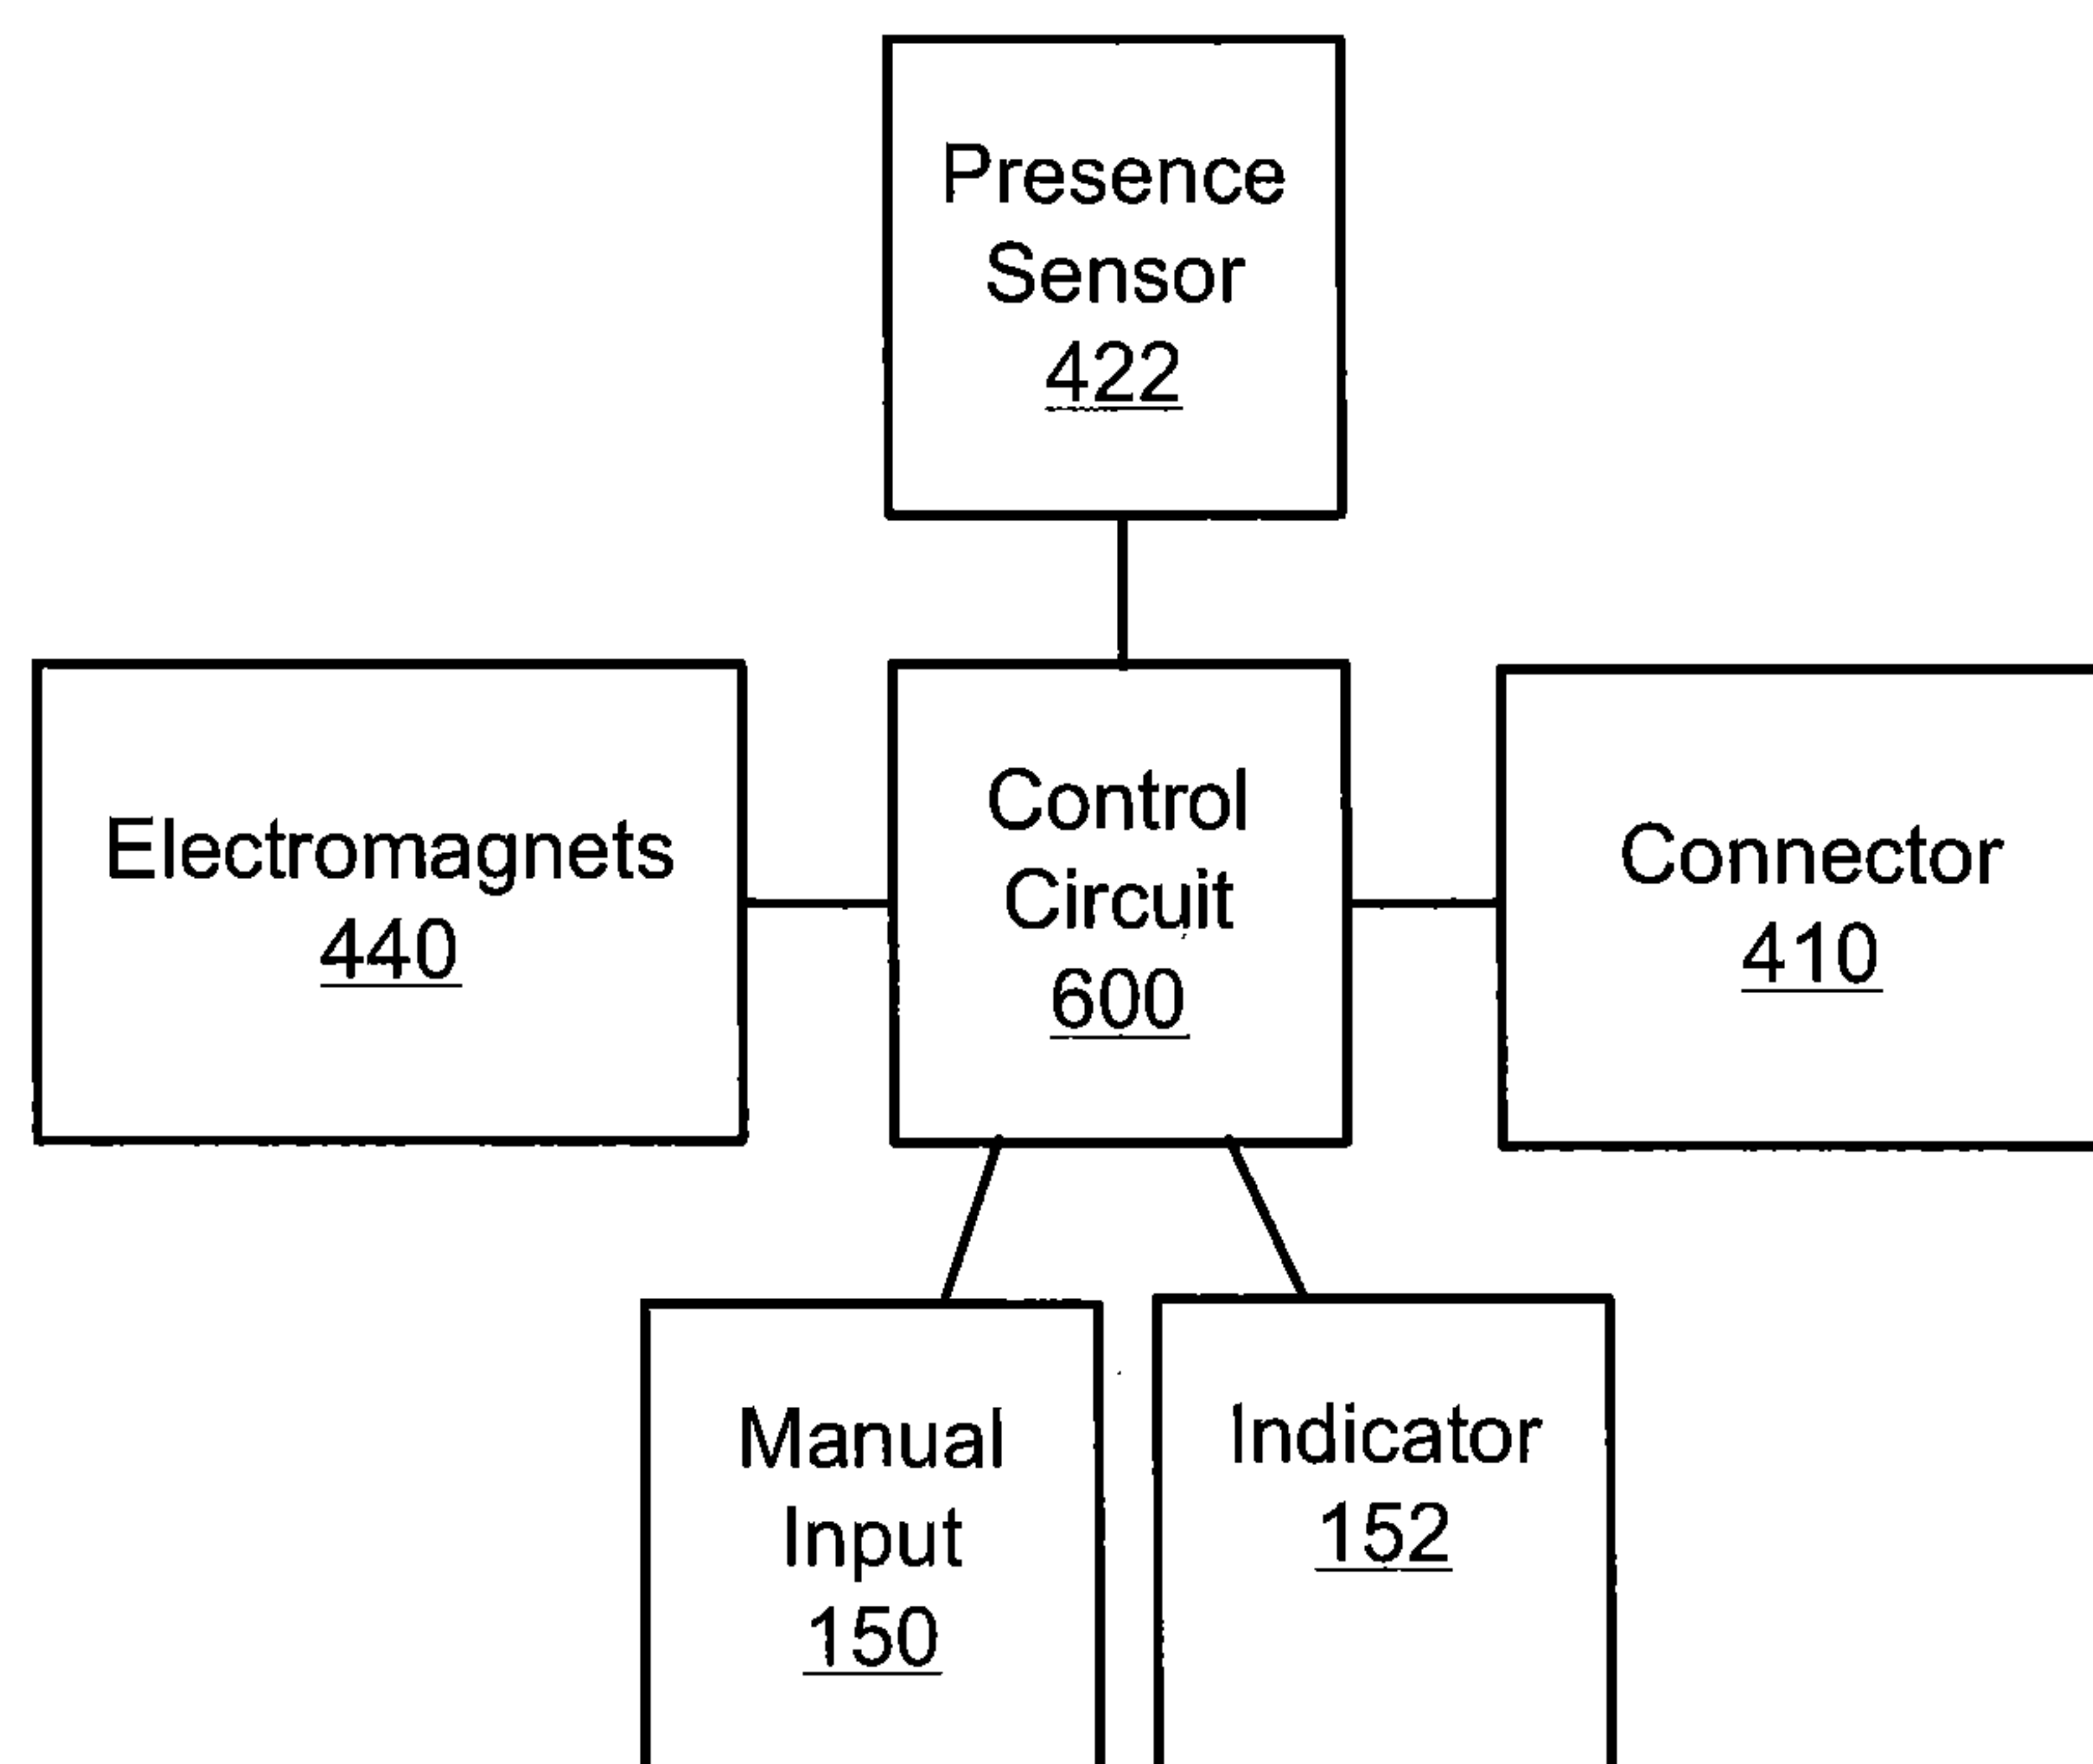 Presence
Sensor
422
Electromagnets
440
Control
Circuit
600
Connector
410
Manual
Input
150
Indicator
152